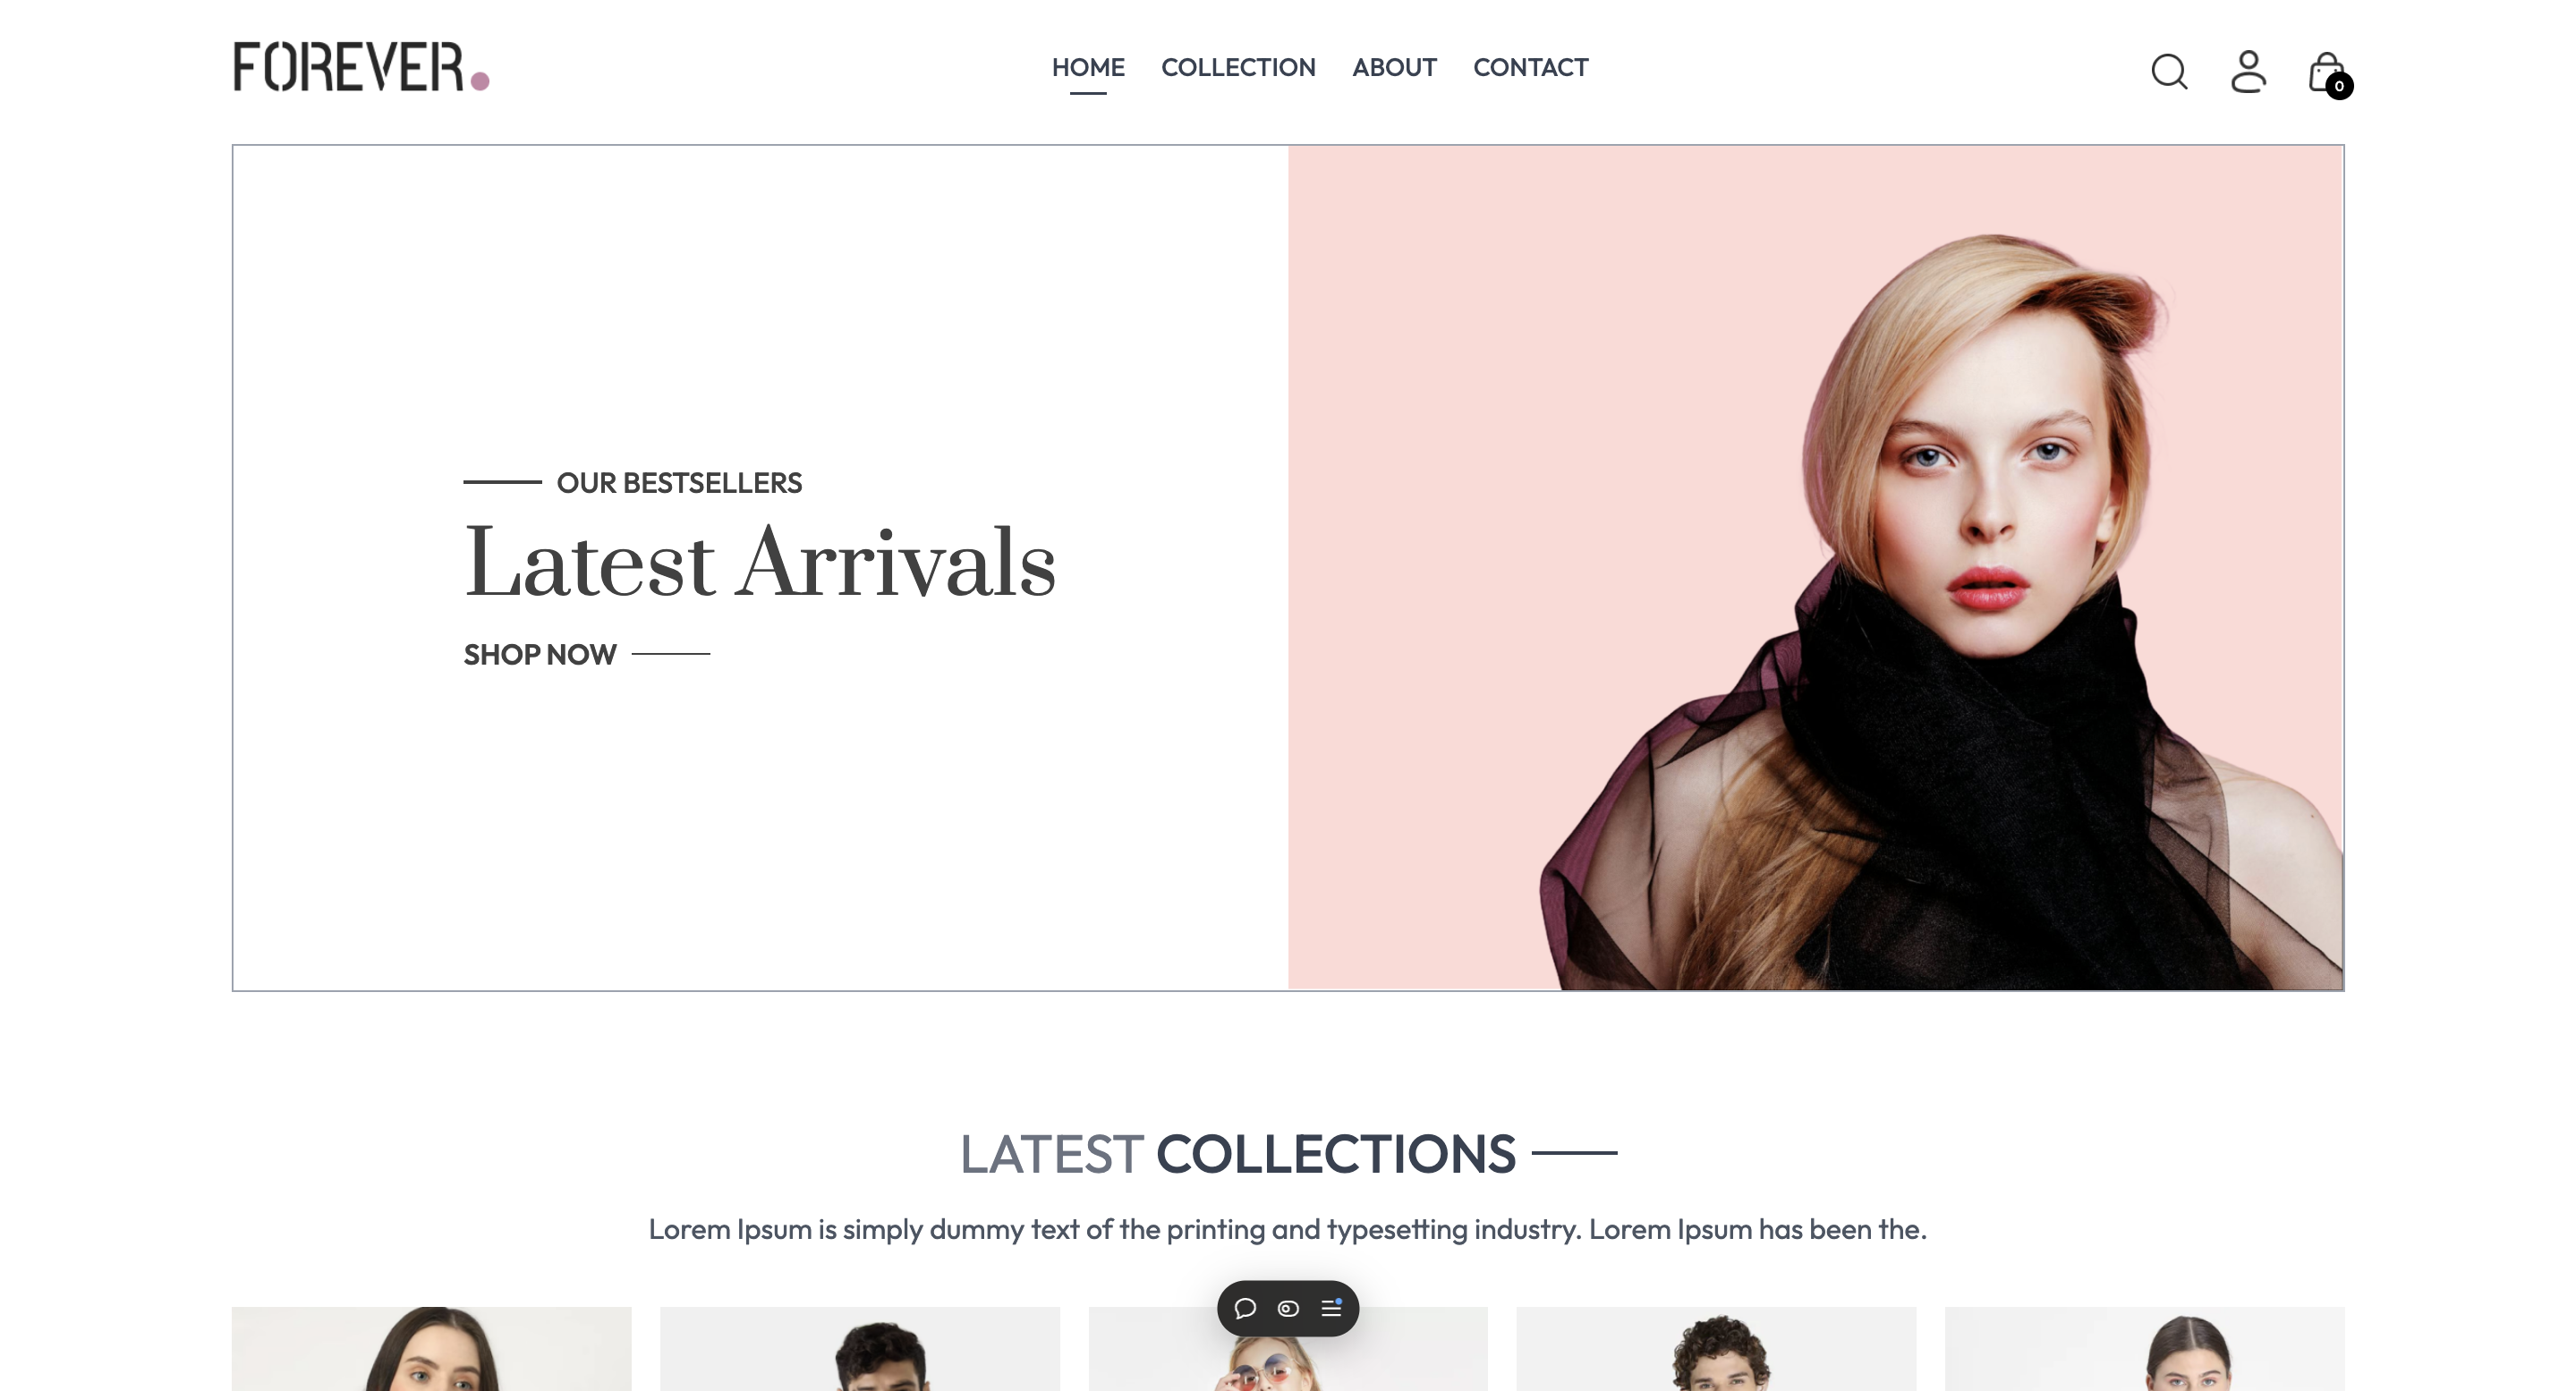 FOREVER.
HOME COLLECTION ABOUT CONTACT
0
OUR BESTSELLERS
Latest Arrivals
SHOP NOW
LATEST COLLECTIONS
Lorem Ipsum is simply dummy text of the printing and typesetting industry. Lorem Ipsum has been the.